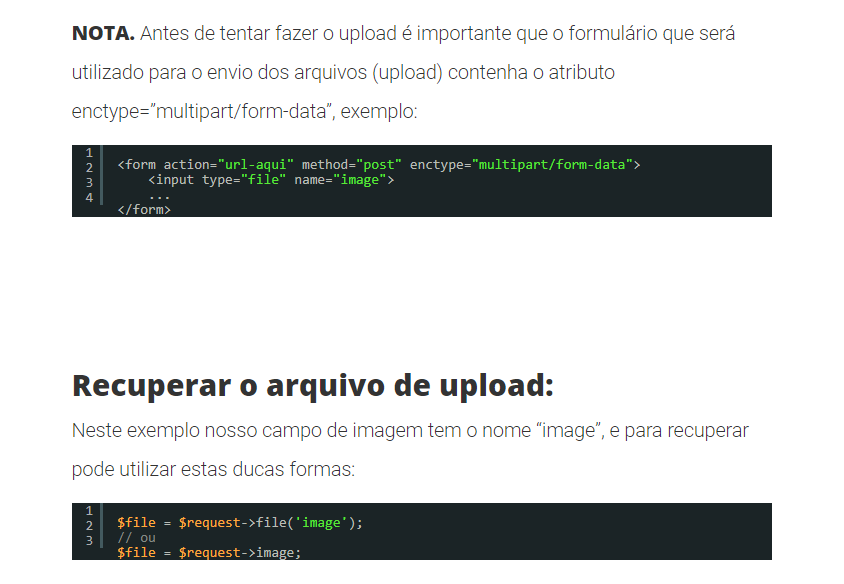 NOTA. Antes de tentar fazer o upload é importante que o formulário que será
utilizado para o envio dos arquivos (upload) contenha o atributo
enctype=”multipart/form-data”, exemplo:
1
2
3
4
<form action="url-aqui" method="post" enctype="multipart/form-data">
    <input type="file" name="image">
    ...
</form>
Recuperar o arquivo de upload:
Neste exemplo nosso campo de imagem tem o nome “image”, e para recuperar
pode utilizar estas ducas formas:
1
2
3
$file = $request->file('image');
// ou
$file = $request->image;